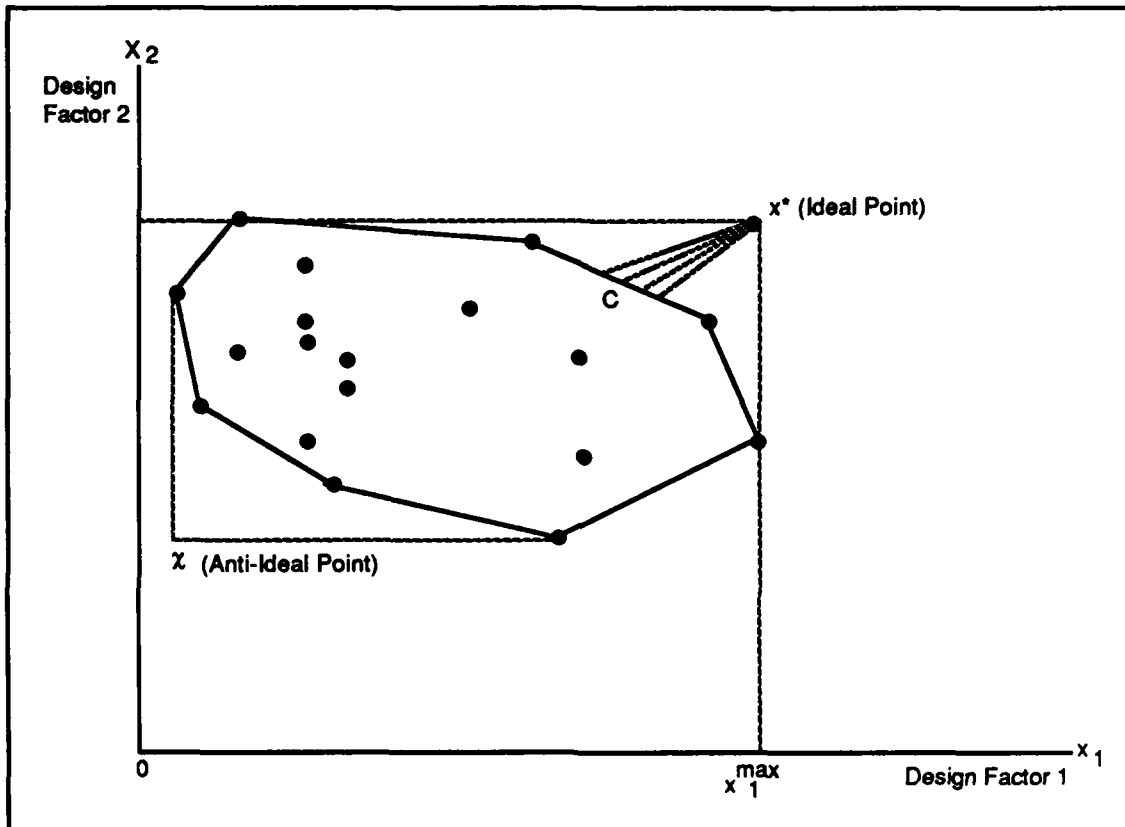 X2
Design
Factor 2
x* (Ideal Point)
C
χ (Anti-Ideal Point)
0
x1max
x1
Design Factor 1